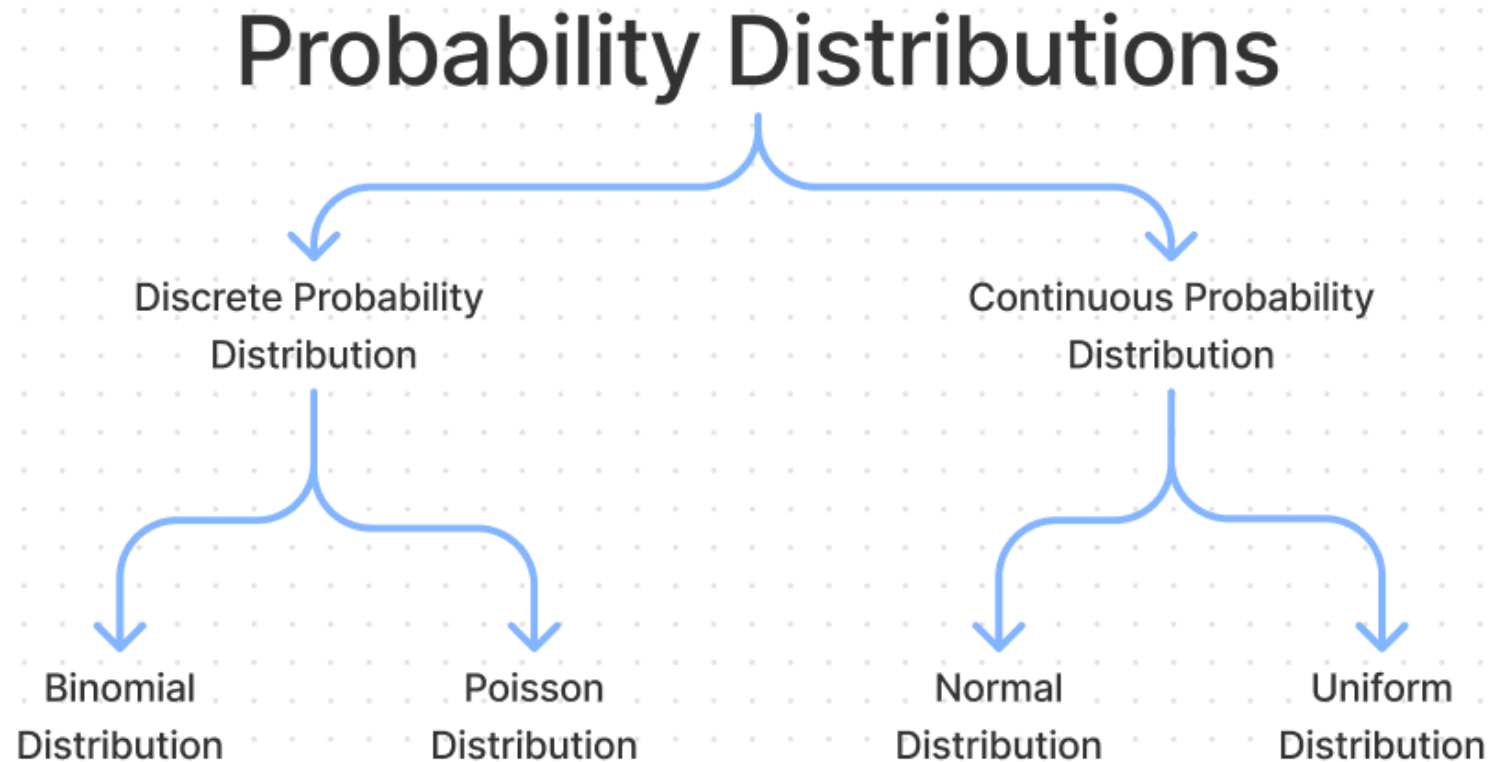 Probability Distributions
Discrete Probability
Distribution
Continuous Probability
Distribution
Binomial
Distribution
Poisson
Distribution
Normal
Distribution
Uniform
Distribution